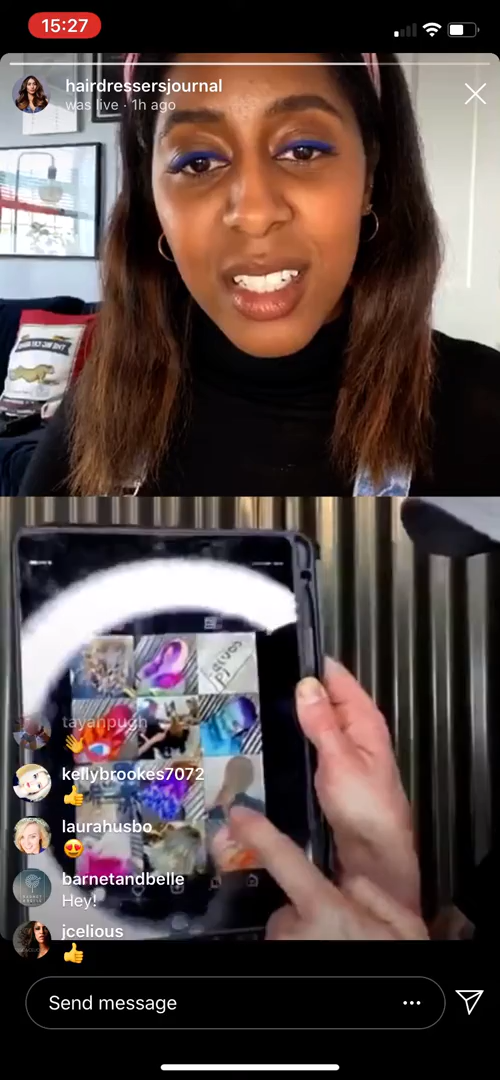 15:27
hairdressersjournal
was live · 1h ago
tayanpugh
👋
kellybrookes7072
👍
laurahusbo
😍
barnetandbelle
Hey!
jcelious
👍
Send message